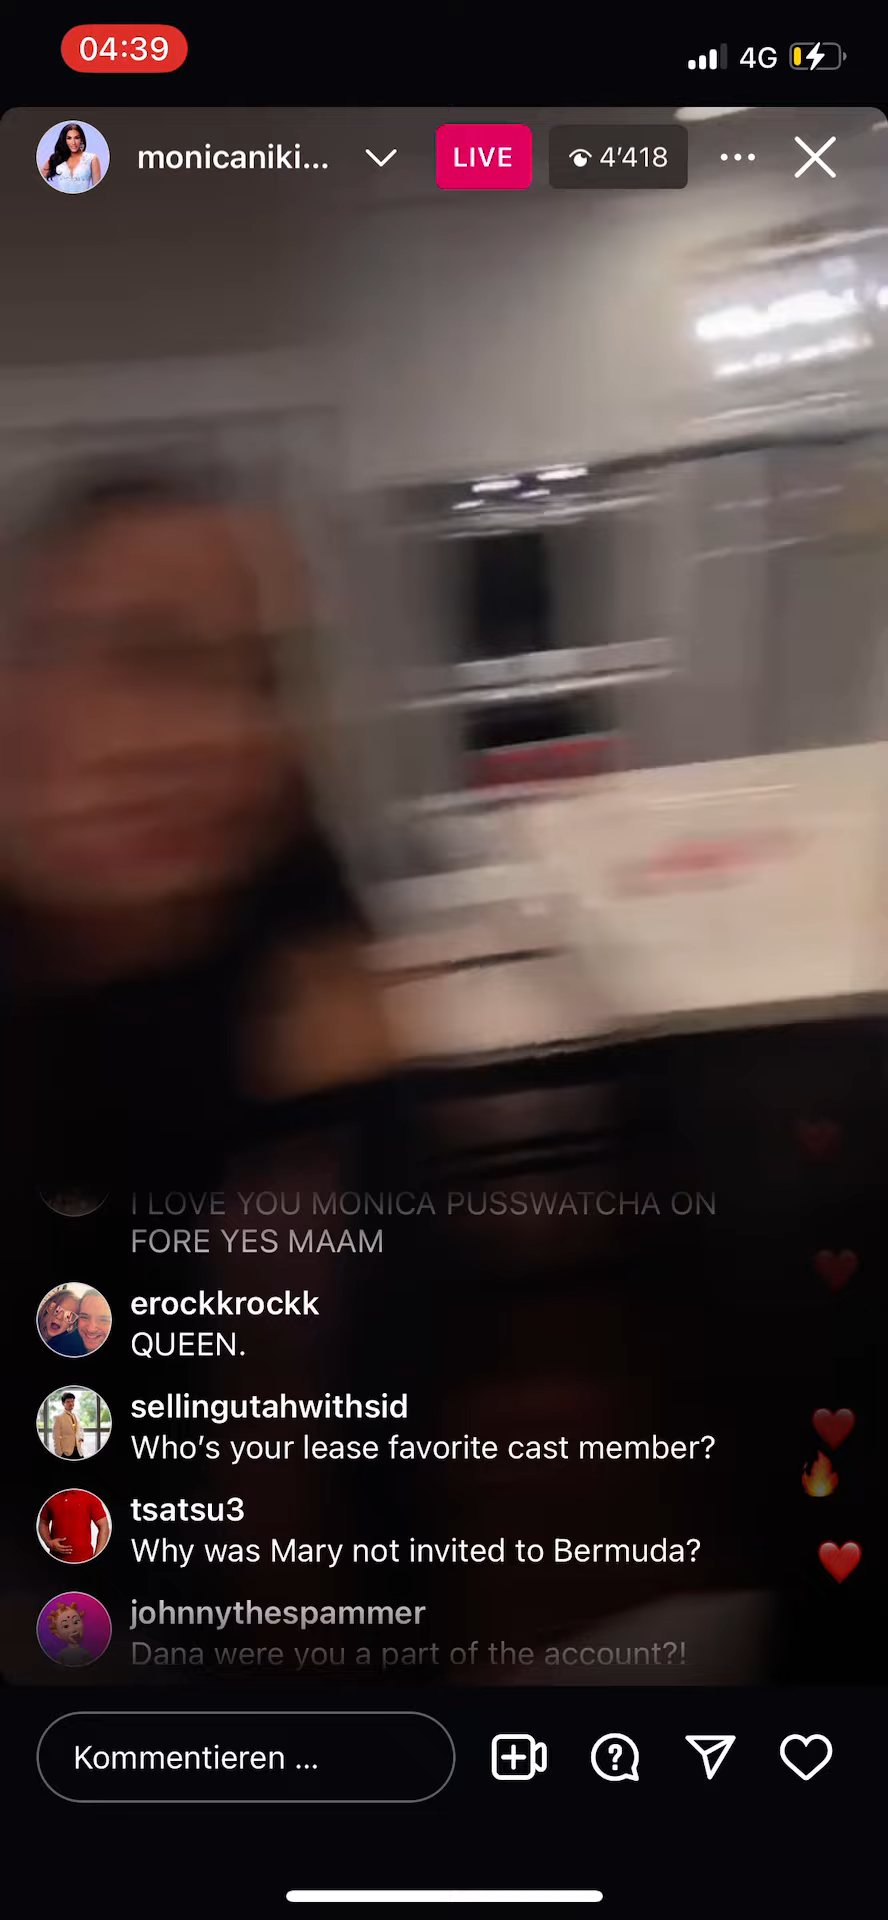 04:39
4G
monicaniki...
LIVE
4’418
I LOVE YOU MONICA PUSSWATCHA ON
FORE YES MAAM
erockkrockk
QUEEN.
sellingutahwithsid
Who’s your lease favorite cast member?
tsatsu3
Why was Mary not invited to Bermuda?
johnnythespammer
Dana were you a part of the account?!
Kommentieren ...